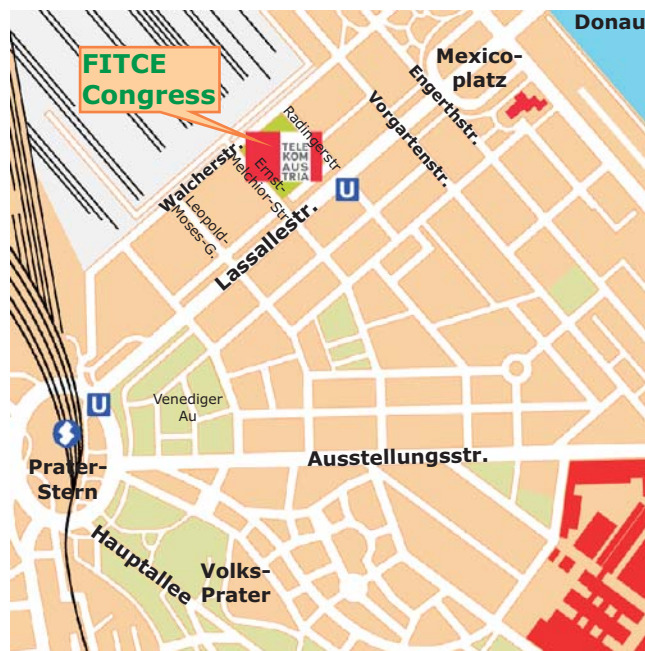 Donau
FITCE
Congress
Mexico-
platz
Engerthstr.
Vorgartenstr.
Radingerstr
TELE
KOM
AUS
TRIA
Walcherstr.
Ernst-
Melchior-Str.
Leopold-
Moses-G.
Lassallestr.
U
U
Venediger
Au
Prater-
Stern
Ausstellungsstr.
Hauptallee
Volks-
Prater